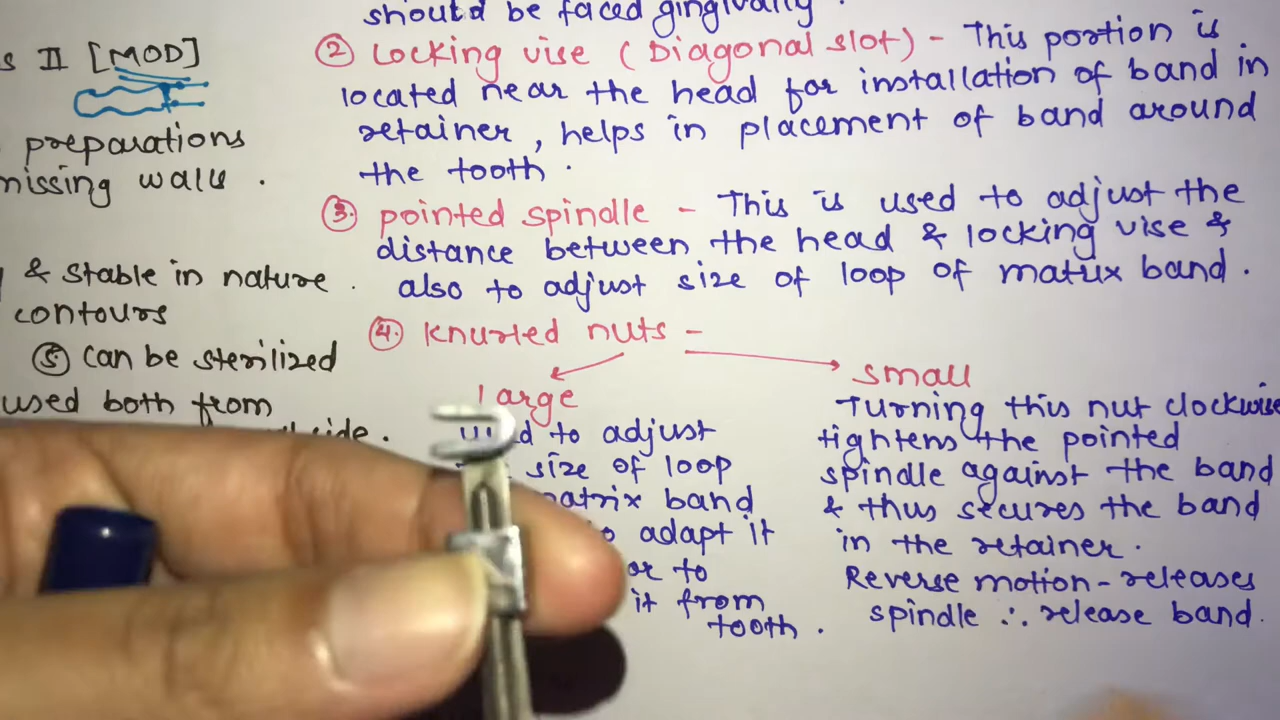 should be faced gingivally.
s II [MOD]
preparations
missing walls .
& stable in nature .
contours
⑤ can be sterilized
used both from
side .
② Locking vise ( Diagonal slot) - This portion is
located near the head for installation of band in
retainer , helps in placement of band around
the tooth .
③ pointed spindle - This is used to adjust the
distance between the head & locking vise &
also to adjust size of loop of matrix band .
④ Knurled nuts -
large
to adjust
size of loop
matrix band
to adapt it
or to
it from
tooth .
small
Turning this nut clockwise
tightens the pointed
spindle against the band
& thus secures the band
in the retainer .
Reverse motion - releases
spindle ∴ release band .